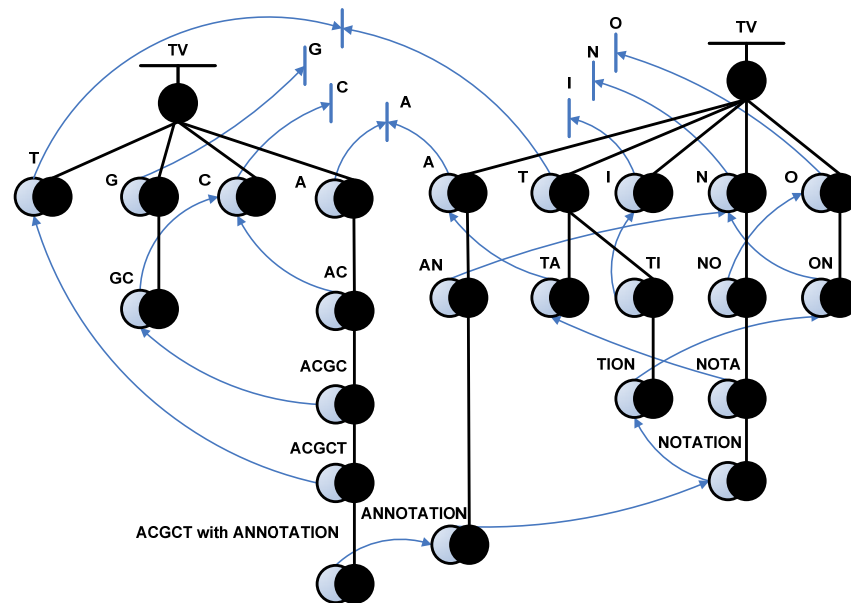 TV
G
C
A
T
G
C
A
GC
AC
ACGC
ACGCT
ACGCT with ANNOTATION
O
N
I
TV
A
T
I
N
O
AN
TA
TI
NO
ON
TION
NOTA
NOTATION
ANNOTATION